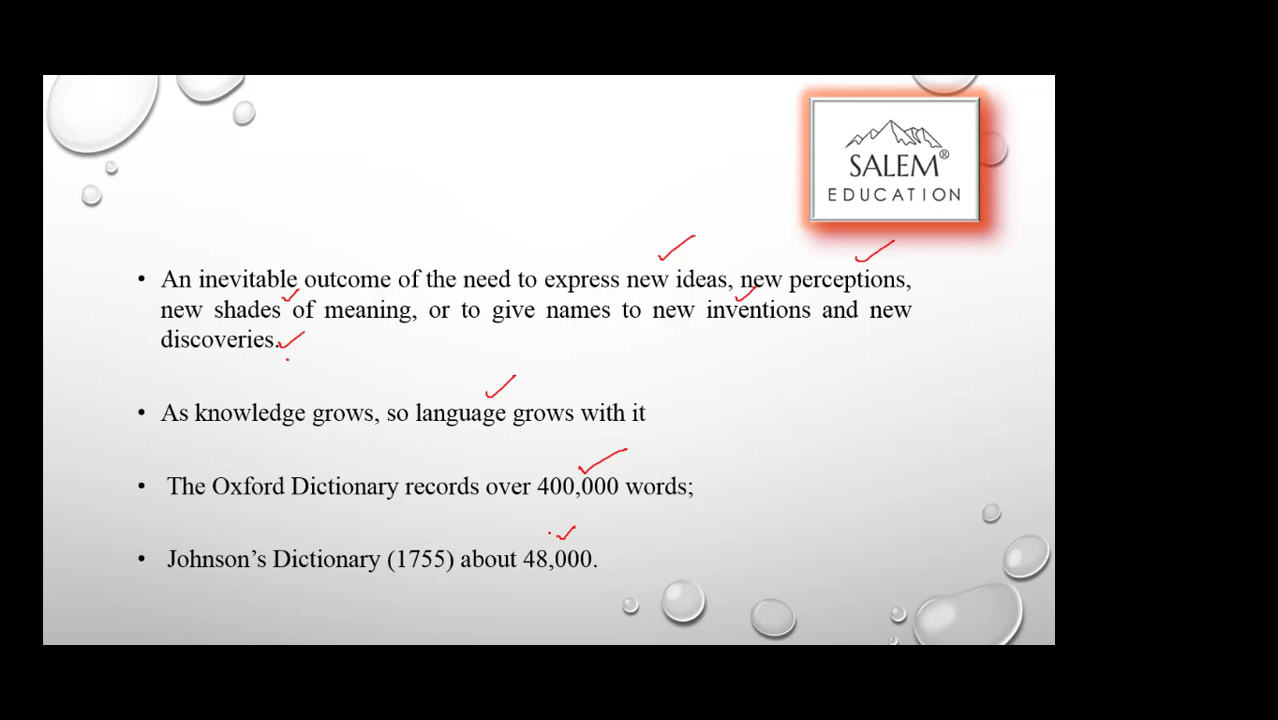 SALEM®
EDUCATION
• An inevitable outcome of the need to express new ideas, new perceptions,
new shades of meaning, or to give names to new inventions and new
discoveries.
• As knowledge grows, so language grows with it
• The Oxford Dictionary records over 400,000 words;
• Johnson’s Dictionary (1755) about 48,000.